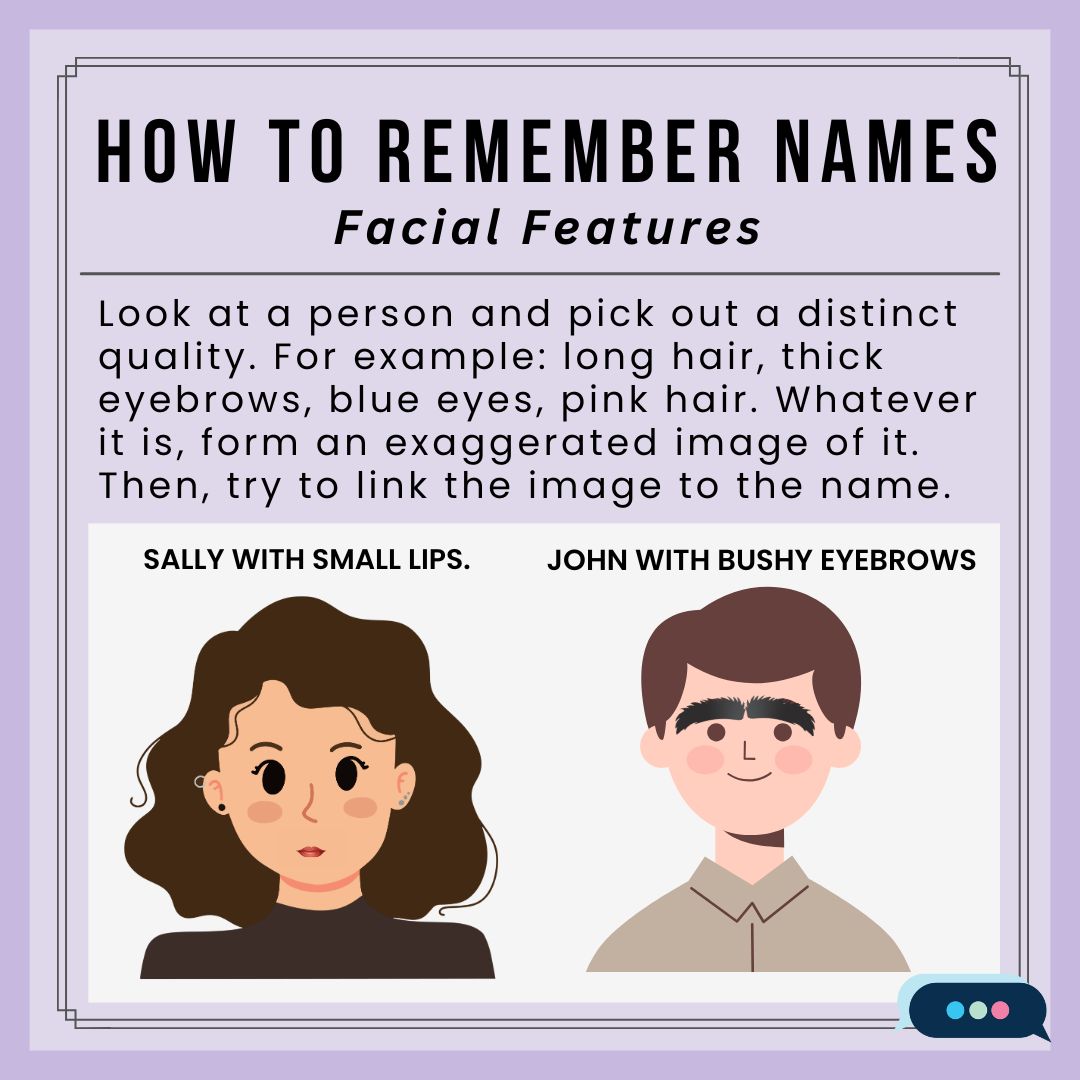 HOW TO REMEMBER NAMES
Facial Features
Look at a person and pick out a distinct
quality. For example: long hair, thick
eyebrows, blue eyes, pink hair. Whatever
it is, form an exaggerated image of it.
Then, try to link the image to the name.
SALLY WITH SMALL LIPS.
JOHN WITH BUSHY EYEBROWS